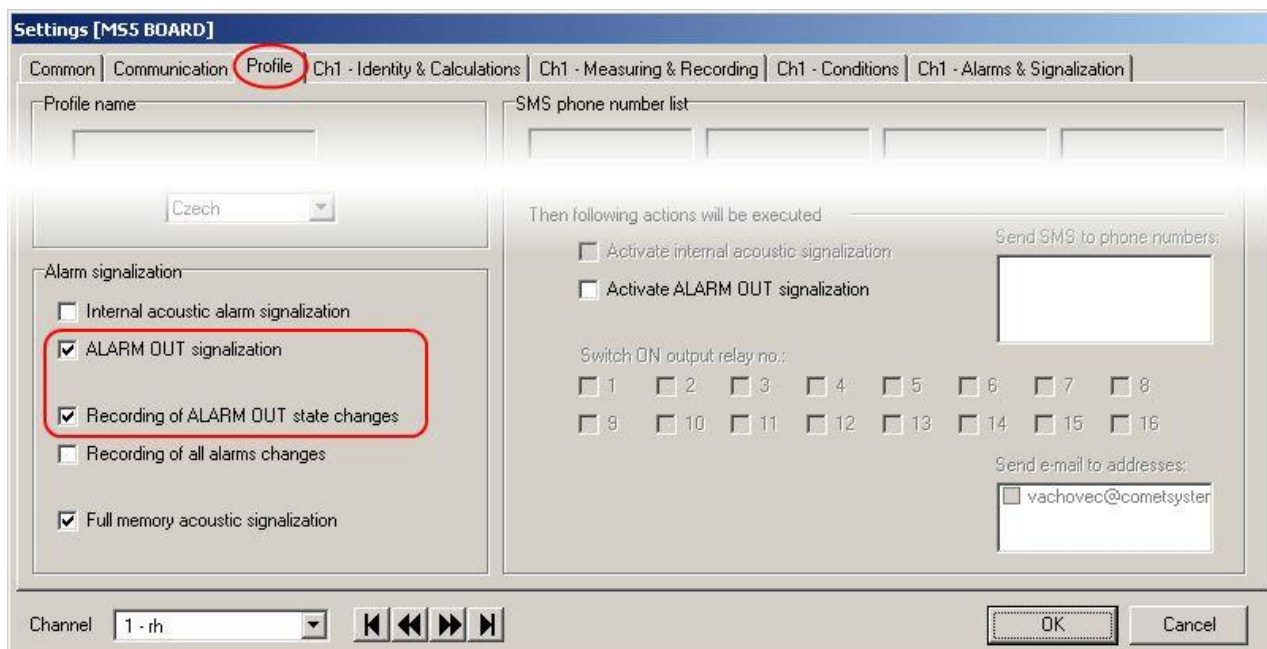 Settings [MS5 BOARD]
Common Communication Profile Ch1 - Identity & Calculations Ch1 - Measuring & Recording Ch1 - Conditions Ch1 - Alarms & Signalization
Profile name
Czech
Alarm signalization
Internal acoustic alarm signalization
ALARM OUT signalization
Recording of ALARM OUT state changes
Recording of all alarms changes
Full memory acoustic signalization
SMS phone number list
Then following actions will be executed
Activate internal acoustic signalization
Activate ALARM OUT signalization
Send SMS to phone numbers:
Switch ON output relay no.:
1 2 3 4 5 6 7 8
9 10 11 12 13 14 15 16
Send e-mail to addresses:
vachovec@cometsyster
Channel 1 - rh
OK Cancel